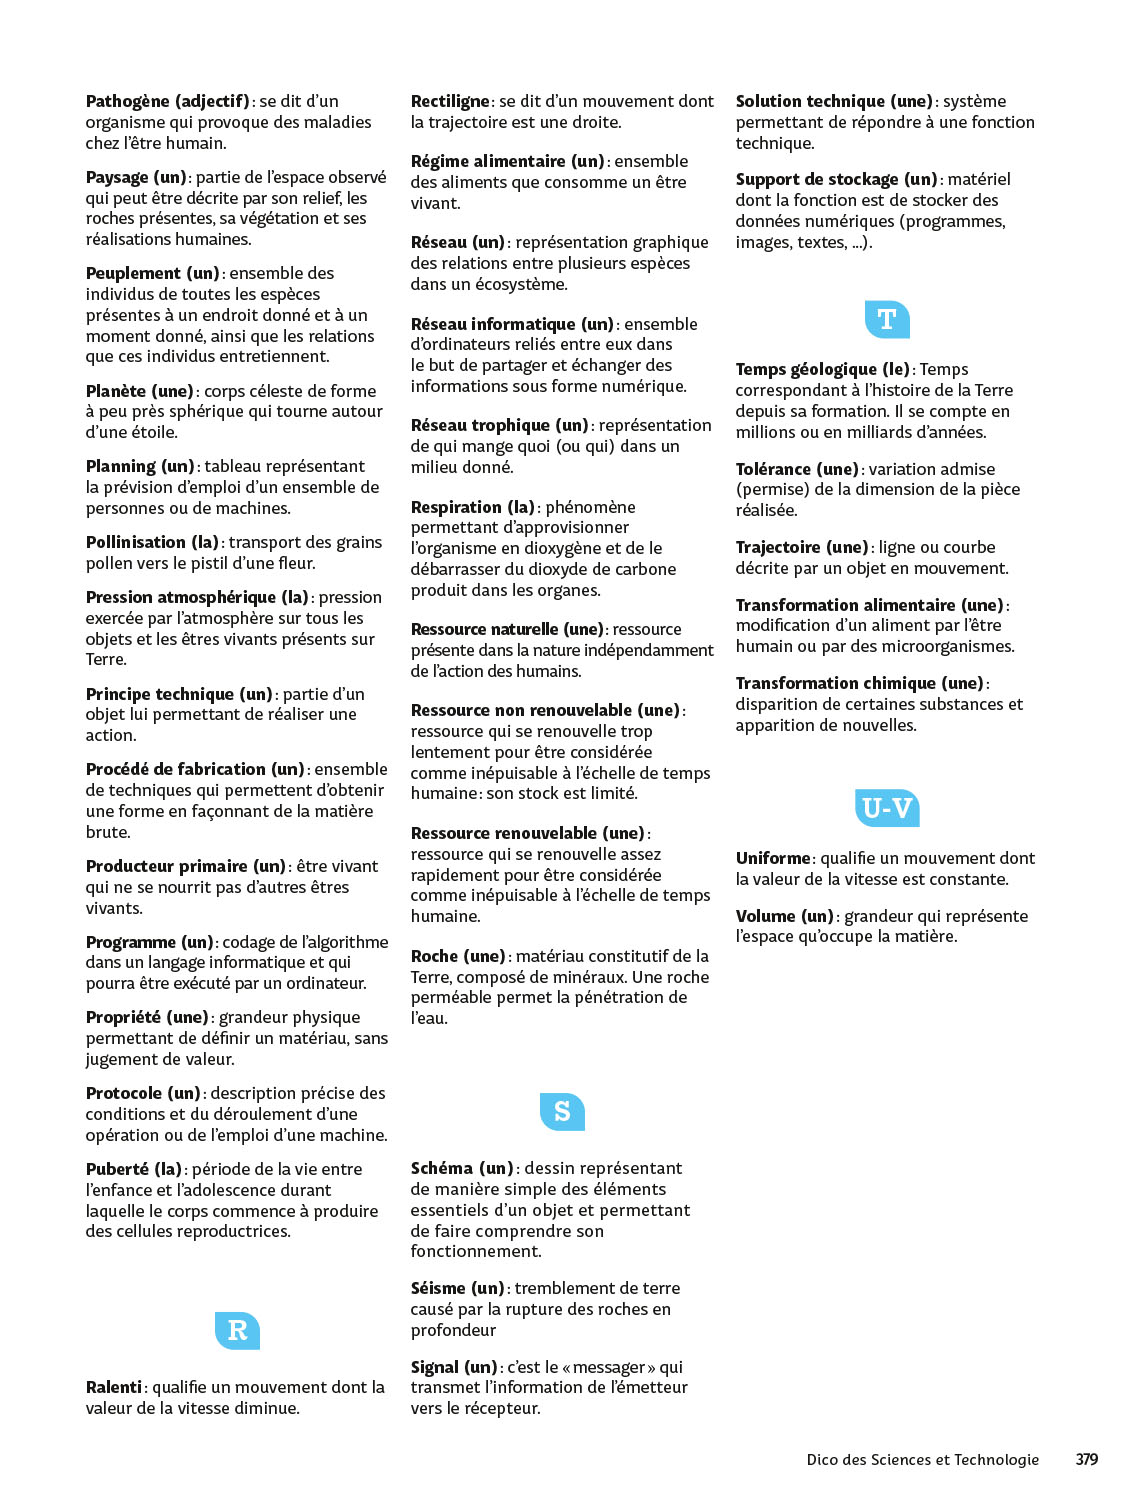 Pathogène (adjectif) : se dit d’un
organisme qui provoque des maladies
chez l’être humain.
Paysage (un) : partie de l’espace observé
qui peut être décrite par son relief, les
roches présentes, sa végétation et ses
réalisations humaines.
Peuplement (un) : ensemble des
individus de toutes les espèces
présentes à un endroit donné et à un
moment donné, ainsi que les relations
que ces individus entretiennent.
Planète (une) : corps céleste de forme
à peu près sphérique qui tourne autour
d’une étoile.
Planning (un) : tableau représentant
la prévision d’emploi d’un ensemble de
personnes ou de machines.
Pollinisation (la) : transport des grains
pollen vers le pistil d’une fleur.
Pression atmosphérique (la) : pression
exercée par l’atmosphère sur tous les
objets et les êtres vivants présents sur
Terre.
Principe technique (un) : partie d’un
objet lui permettant de réaliser une
action.
Procédé de fabrication (un) : ensemble
de techniques qui permettent d’obtenir
une forme en façonnant de la matière
brute.
Producteur primaire (un) : être vivant
qui ne se nourrit pas d’autres êtres
vivants.
Programme (un) : codage de l’algorithme
dans un langage informatique et qui
pourra être exécuté par un ordinateur.
Propriété (une) : grandeur physique
permettant de définir un matériau, sans
jugement de valeur.
Protocole (un) : description précise des
conditions et du déroulement d’une
opération ou de l’emploi d’une machine.
Puberté (la) : période de la vie entre
l’enfance et l’adolescence durant
laquelle le corps commence à produire
des cellules reproductrices.
R
Ralenti : qualifie un mouvement dont la
valeur de la vitesse diminue.
Rectiligne : se dit d’un mouvement dont
la trajectoire est une droite.
Régime alimentaire (un) : ensemble
des aliments que consomme un être
vivant.
Réseau (un) : représentation graphique
des relations entre plusieurs espèces
dans un écosystème.
Réseau informatique (un) : ensemble
d’ordinateurs reliés entre eux dans
le but de partager et échanger des
informations sous forme numérique.
Réseau trophique (un) : représentation
de qui mange quoi (ou qui) dans un
milieu donné.
Respiration (la) : phénomène
permettant d’approvisionner
l’organisme en dioxygène et de le
débarrasser du dioxyde de carbone
produit dans les organes.
Ressource naturelle (une) : ressource
présente dans la nature indépendamment
de l’action des humains.
Ressource non renouvelable (une) :
ressource qui se renouvelle trop
lentement pour être considérée
comme inépuisable à l’échelle de temps
humaine : son stock est limité.
Ressource renouvelable (une) :
ressource qui se renouvelle assez
rapidement pour être considérée
comme inépuisable à l’échelle de temps
humaine.
Roche (une) : matériau constitutif de la
Terre, composé de minéraux. Une roche
perméable permet la pénétration de
l’eau.
S
Schéma (un) : dessin représentant
de manière simple des éléments
essentiels d’un objet et permettant
de faire comprendre son
fonctionnement.
Séisme (un) : tremblement de terre
causé par la rupture des roches en
profondeur
Signal (un) : c’est le « messager » qui
transmet l’information de l’émetteur
vers le récepteur.
Solution technique (une) : système
permettant de répondre à une fonction
technique.
Support de stockage (un) : matériel
dont la fonction est de stocker des
données numériques (programmes,
images, textes, ...).
T
Temps géologique (le) : Temps
correspondant à l’histoire de la Terre
depuis sa formation. Il se compte en
millions ou en milliards d’années.
Tolérance (une) : variation admise
(permise) de la dimension de la pièce
réalisée.
Trajectoire (une) : ligne ou courbe
décrite par un objet en mouvement.
Transformation alimentaire (une) :
modification d’un aliment par l’être
humain ou par des microorganismes.
Transformation chimique (une) :
disparition de certaines substances et
apparition de nouvelles.
U-V
Uniforme : qualifie un mouvement dont
la valeur de la vitesse est constante.
Volume (un) : grandeur qui représente
l’espace qu’occupe la matière.
Dico des Sciences et Technologie 379